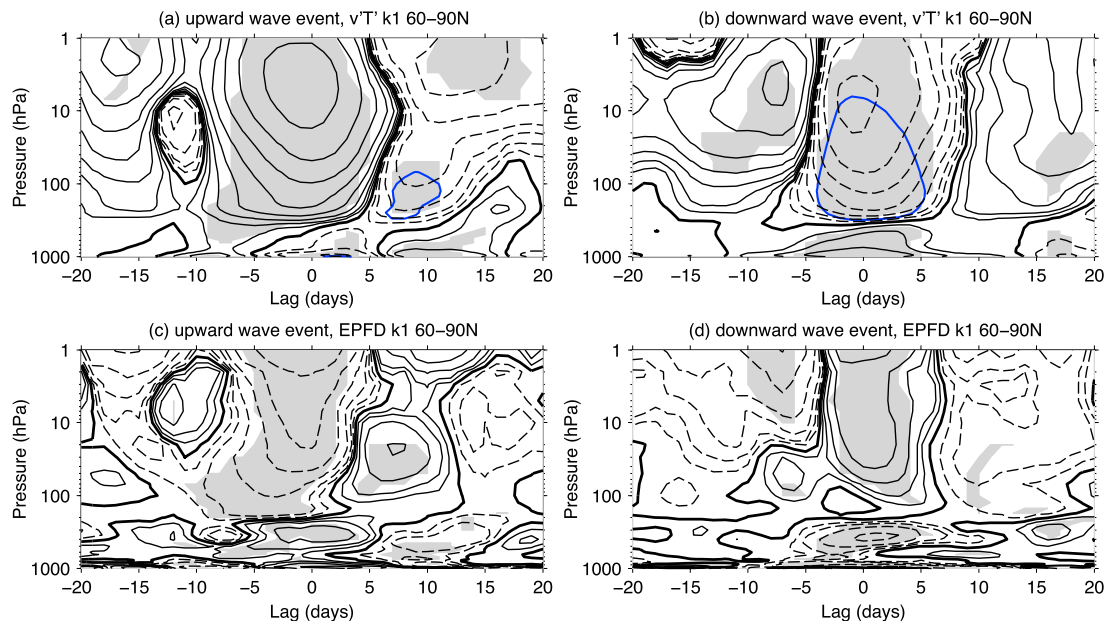 (a) upward wave event, v'T' k1 60−90N
1
10
100
1000
Pressure (hPa)
−20 −15 −10 −5 0 5 10 15 20
Lag (days)
(b) downward wave event, v'T' k1 60−90N
1
10
100
1000
Pressure (hPa)
−20 −15 −10 −5 0 5 10 15 20
Lag (days)
(c) upward wave event, EPFD k1 60−90N
1
10
100
1000
Pressure (hPa)
−20 −15 −10 −5 0 5 10 15 20
Lag (days)
(d) downward wave event, EPFD k1 60−90N
1
10
100
1000
Pressure (hPa)
−20 −15 −10 −5 0 5 10 15 20
Lag (days)